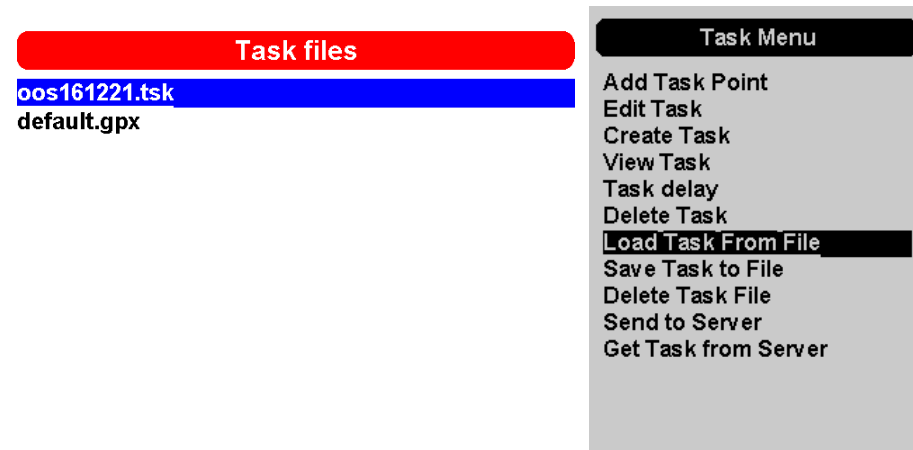 Task files
oos161221.tsk
default.gpx
Task Menu
Add Task Point
Edit Task
Create Task
View Task
Task delay
Delete Task
Load Task From File
Save Task to File
Delete Task File
Send to Server
Get Task from Server